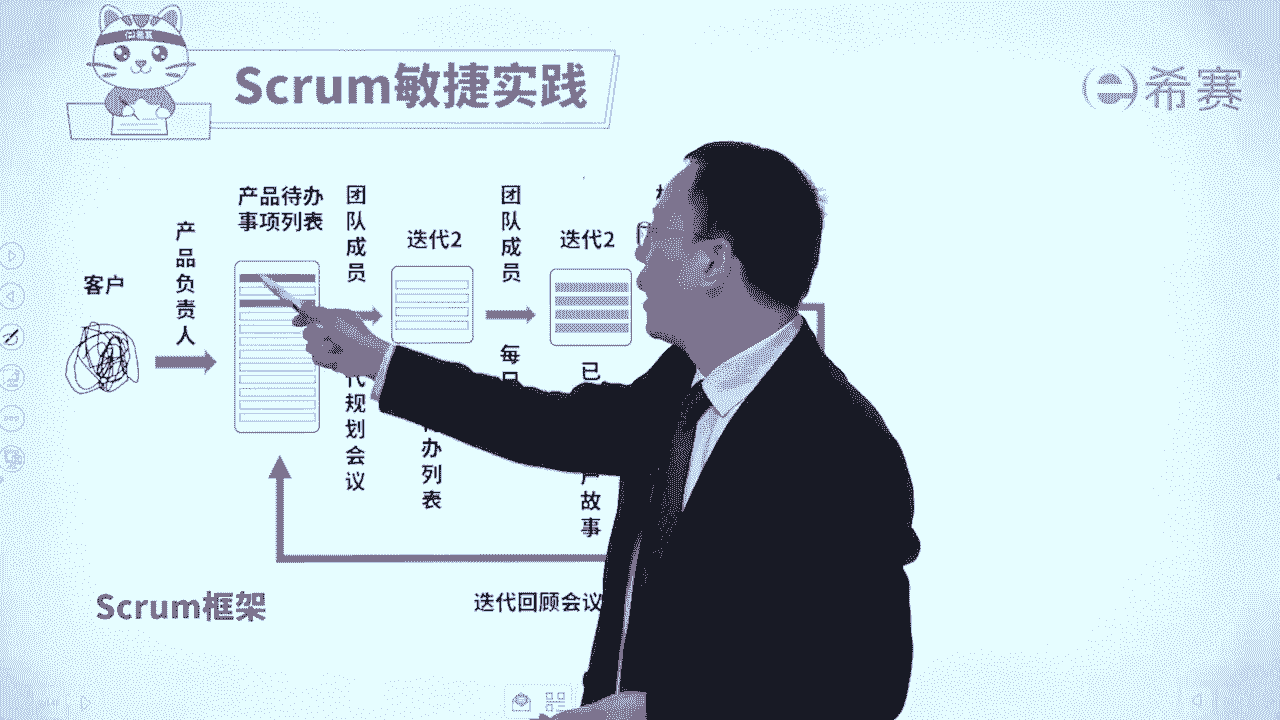 Scrum敏捷实践
希赛
客户
产品负责人
产品待办
事项列表
团队成员
代规划会议
迭代2
办列表
团队成员
每
迭代2
已
故事
迭代回顾会议
Scrum框架